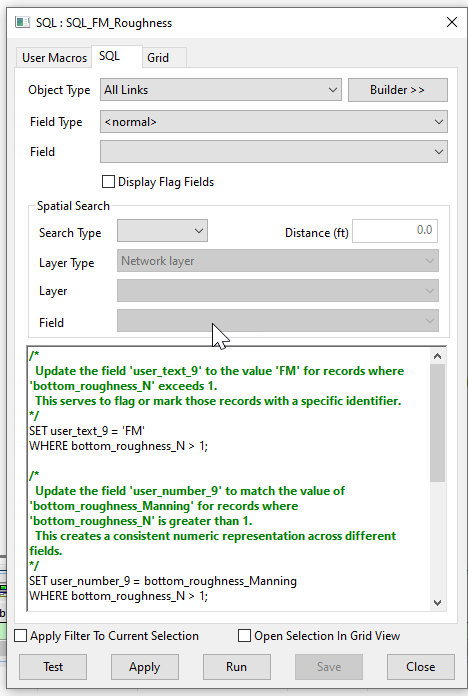 SQL : SQL_FM_Roughness
User Macros SQL Grid
Object Type All Links Builder >>
Field Type <normal>
Field
Display Flag Fields
Spatial Search
Search Type Distance (ft) 0.0
Layer Type Network layer
Layer
Field
/*
Update the field 'user_text_9' to the value 'FM' for records where
'bottom_roughness_N' exceeds 1.
This serves to flag or mark those records with a specific identifier.
*/
SET user_text_9 = 'FM'
WHERE bottom_roughness_N > 1;
/*
Update the field 'user_number_9' to match the value of
'bottom_roughness_Manning' for records where
'bottom_roughness_N' is greater than 1.
This creates a consistent numeric representation across different
fields.
*/
SET user_number_9 = bottom_roughness_Manning
WHERE bottom_roughness_N > 1;
Apply Filter To Current Selection Open Selection In Grid View
Test Apply Run Save Close